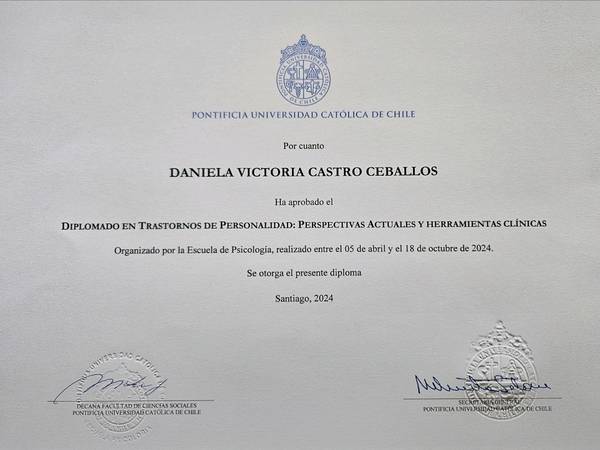 PONTIFICIA UNIVERSIDAD CATÓLICA DE CHILE
Por cuanto
DANIELA VICTORIA CASTRO CEBALLOS
Ha aprobado el
DIPLOMADO EN TRASTORNOS DE PERSONALIDAD: PERSPECTIVAS ACTUALES Y HERRAMIENTAS CLÍNICAS
Organizado por la Escuela de Psicología, realizado entre el 05 de abril y el 18 de octubre de 2024.
Se otorga el presente diploma
Santiago, 2024
DECANA FACULTAD DE CIENCIAS SOCIALES
PONTIFICIA UNIVERSIDAD CATÓLICA DE CHILE
SECRETARIA GENERAL
PONTIFICIA UNIVERSIDAD CATÓLICA DE CHILE